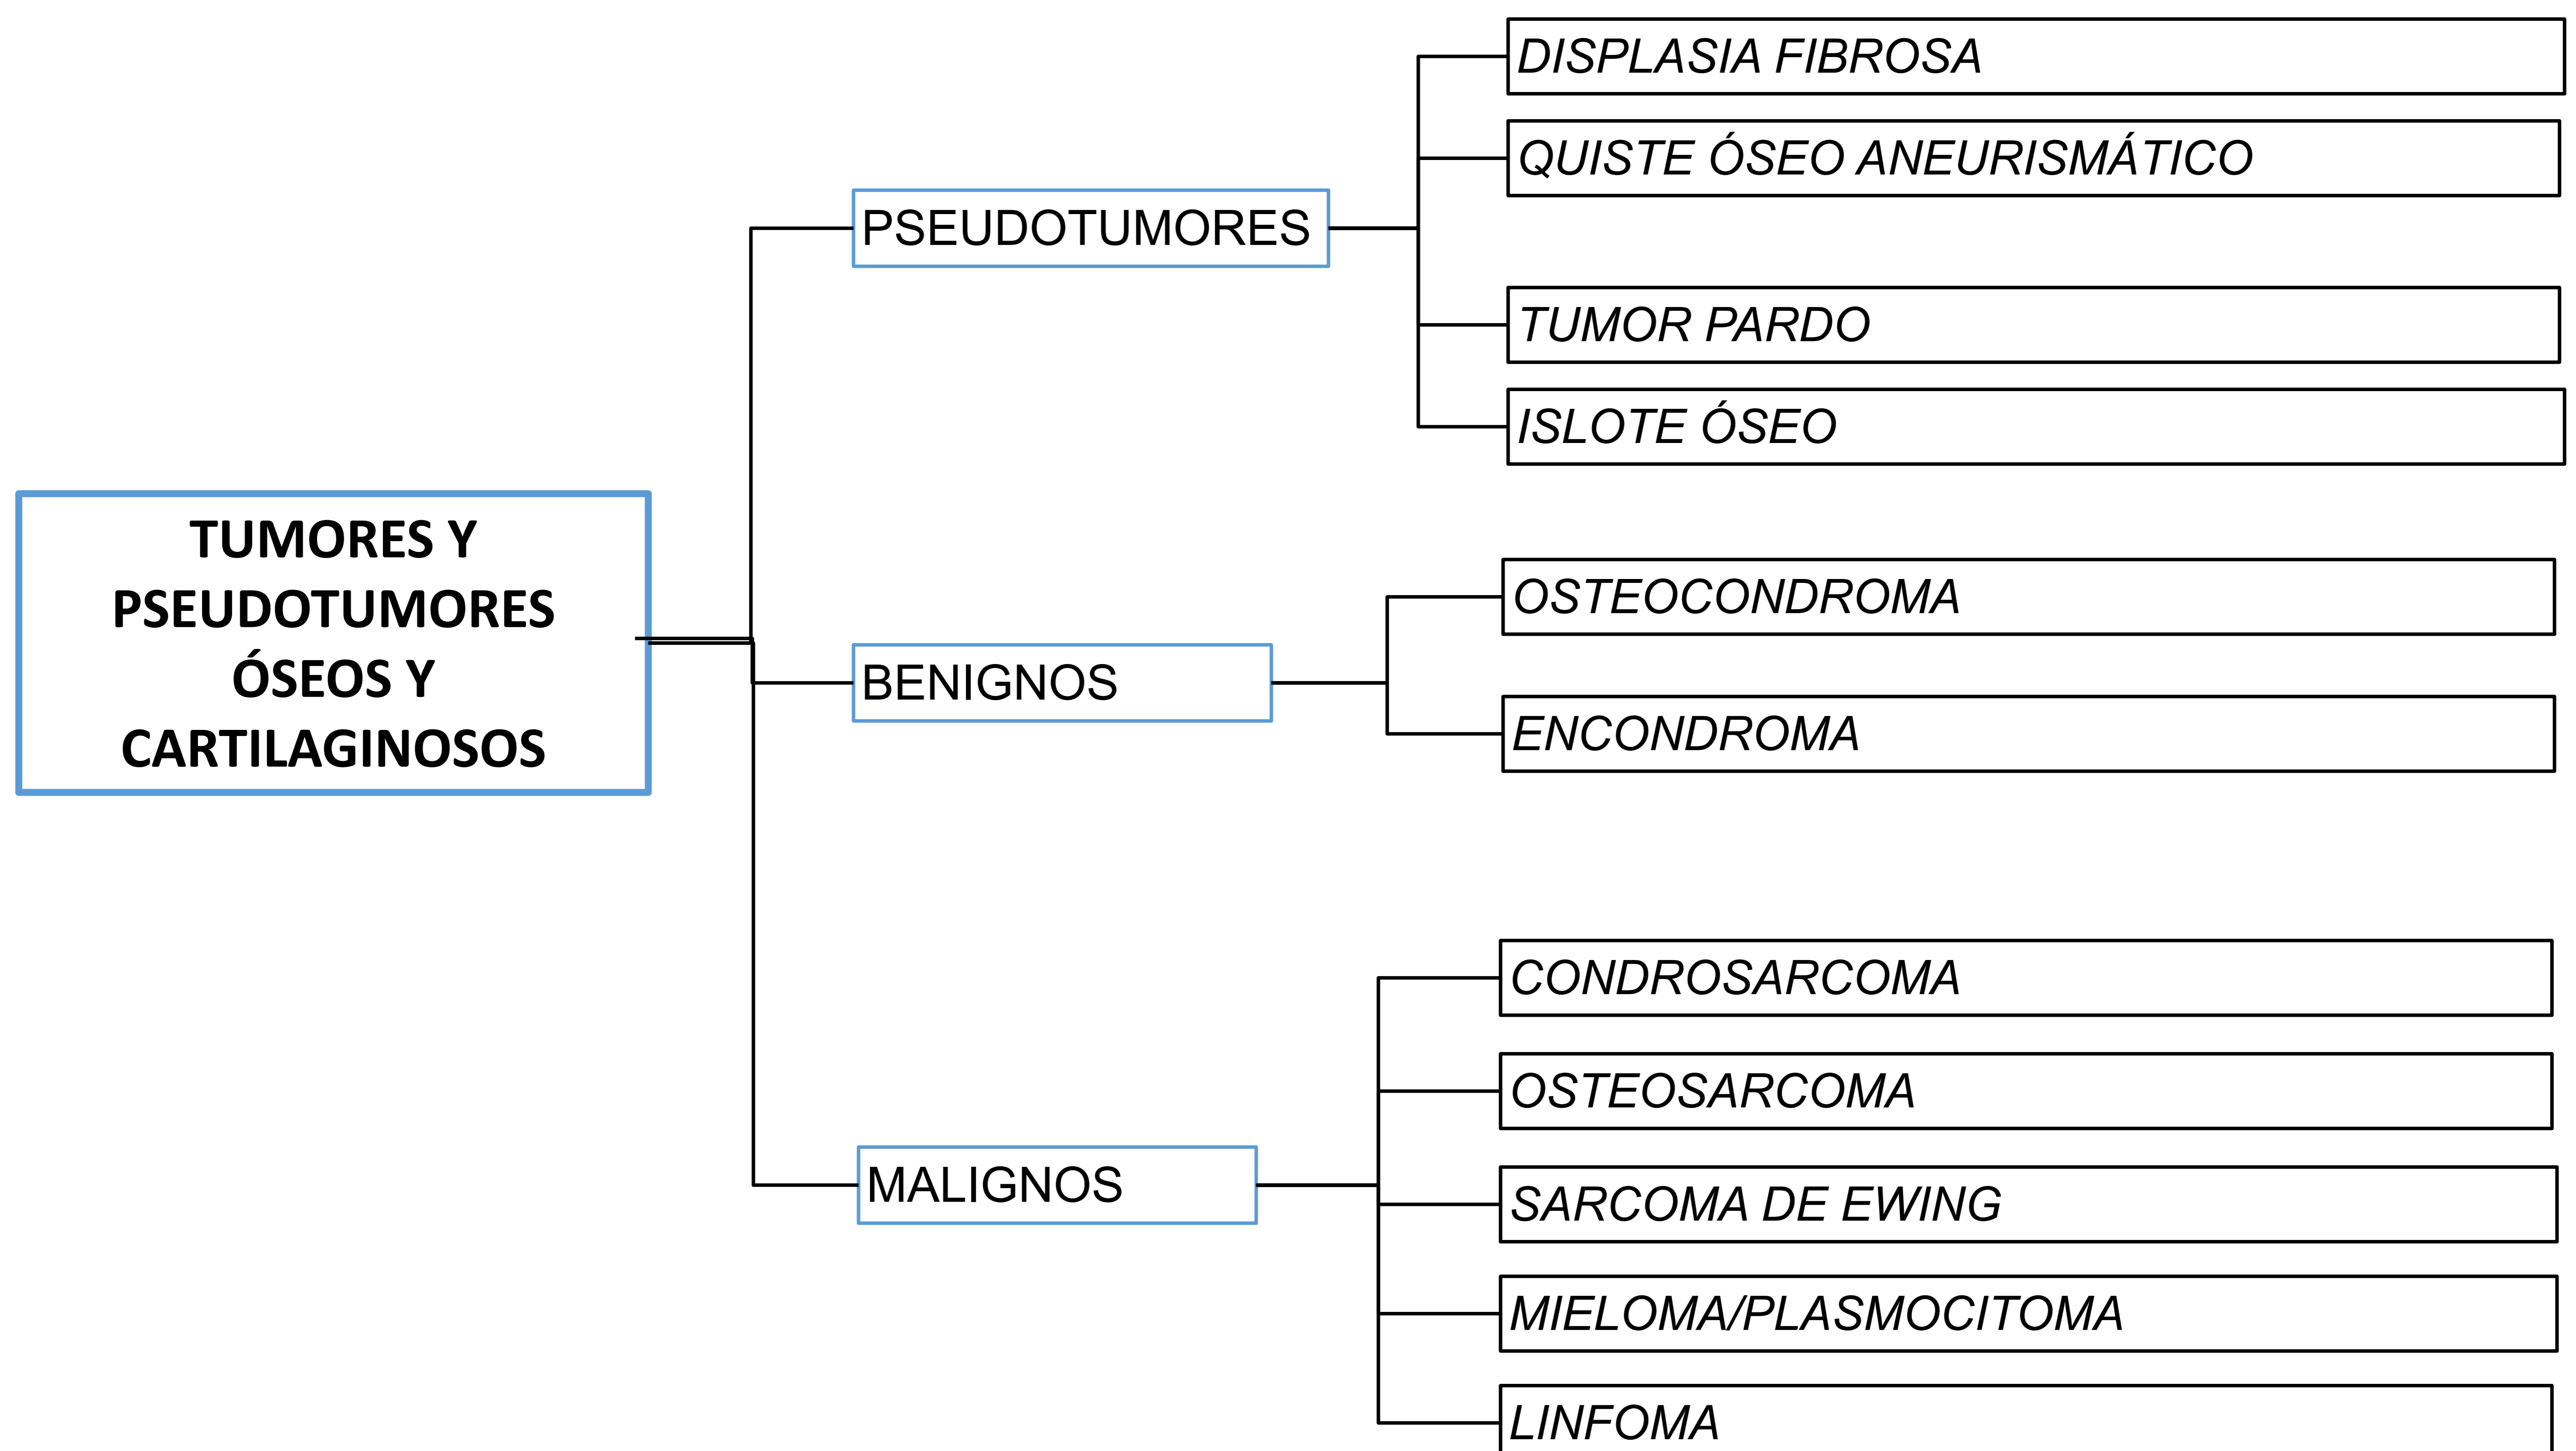 TUMORES Y
PSEUDOTUMORES
ÓSEOS Y
CARTILAGINOSOS
PSEUDOTUMORES
DISPLASIA FIBROSA
QUISTE ÓSEO ANEURISMÁTICO
TUMOR PARDO
ISLOTE ÓSEO
BENIGNOS
OSTEOCONDROMA
ENCONDROMA
MALIGNOS
CONDROSARCOMA
OSTEOSARCOMA
SARCOMA DE EWING
MIELOMA/PLASMOCITOMA
LINFOMA